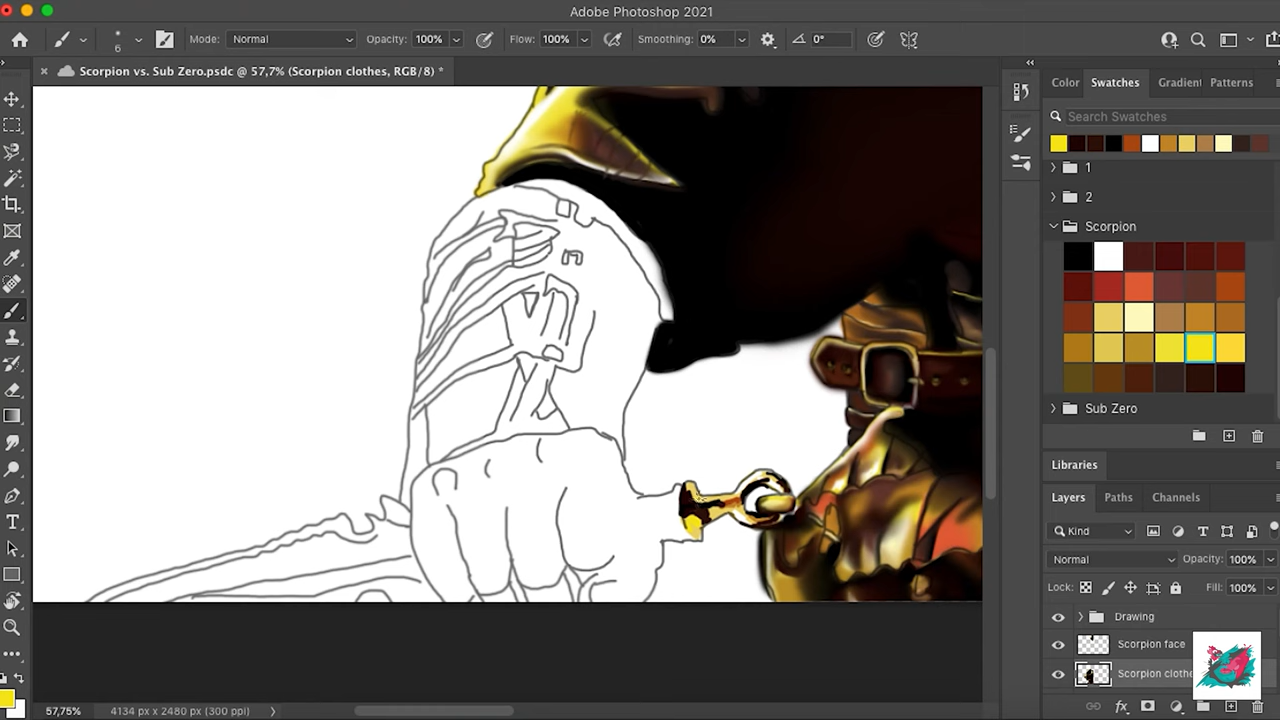 Adobe Photoshop 2021
6
Mode: Normal
Opacity: 100%
Flow: 100%
Smoothing: 0%
0°
Scorpion vs. Sub Zero.psdc @ 57,7% (Scorpion clothes, RGB/8) *
Color
Swatches
Gradient
Patterns
Search Swatches
1
2
Scorpion
Sub Zero
Libraries
Layers
Paths
Channels
Kind
Normal
Opacity: 100%
Lock:
Fill: 100%
Drawing
Scorpion face
Scorpion clothe
57,75%
4134 px x 2480 px (300 ppi)